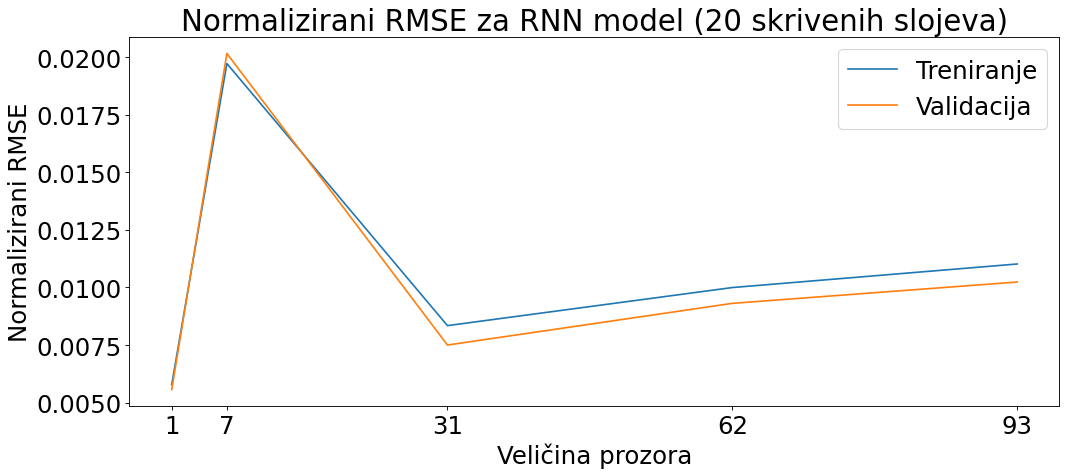 Normalizirani RMSE za RNN model (20 skrivenih slojeva)
Normalizirani RMSE
0.0200
0.0175
0.0150
0.0125
0.0100
0.0075
0.0050
Treniranje
Validacija
1 7 31 62 93
Veličina prozora